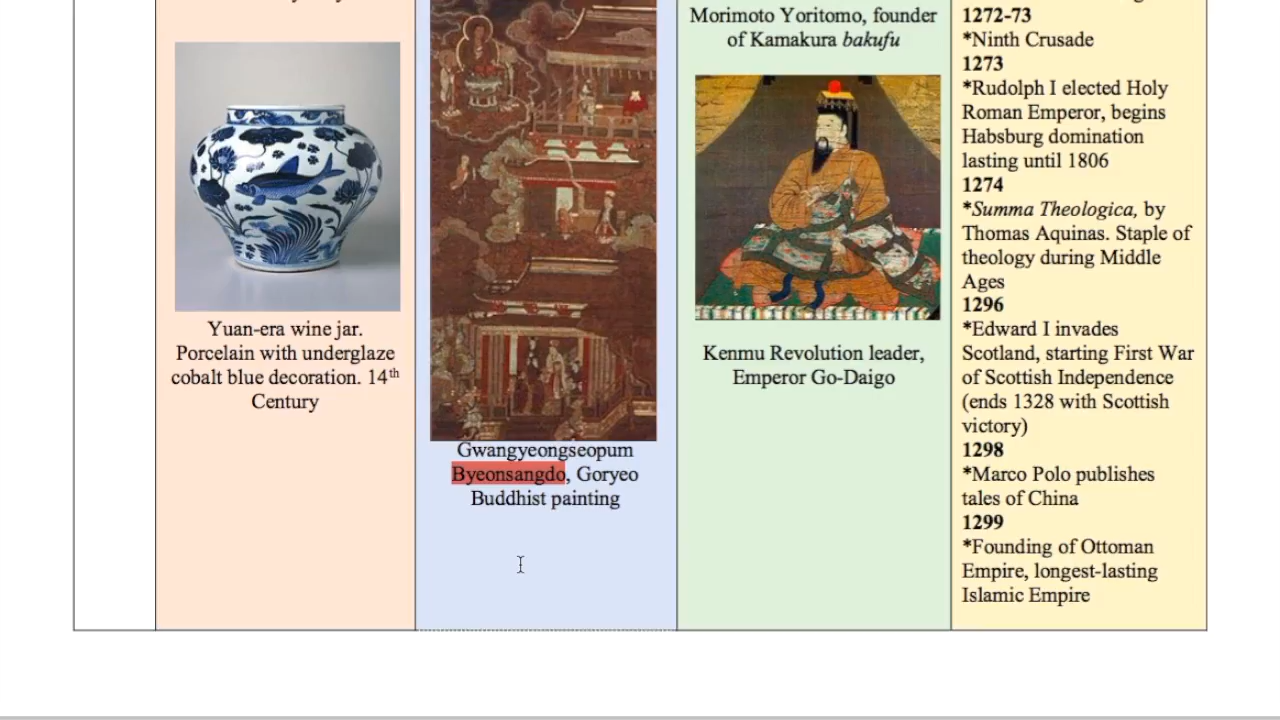 Yuan-era wine jar.
Porcelain with underglaze
cobalt blue decoration. 14th
Century
Gwangyeongseopum
Byeonsangdo, Goryeo
Buddhist painting
Morimoto Yoritomo, founder
of Kamakura bakufu
Kenmu Revolution leader,
Emperor Go-Daigo
1272-73
*Ninth Crusade
1273
*Rudolph I elected Holy
Roman Emperor, begins
Habsburg domination
lasting until 1806
1274
*Summa Theologica, by
Thomas Aquinas. Staple of
theology during Middle
Ages
1296
*Edward I invades
Scotland, starting First War
of Scottish Independence
(ends 1328 with Scottish
victory)
1298
*Marco Polo publishes
tales of China
1299
*Founding of Ottoman
Empire, longest-lasting
Islamic Empire